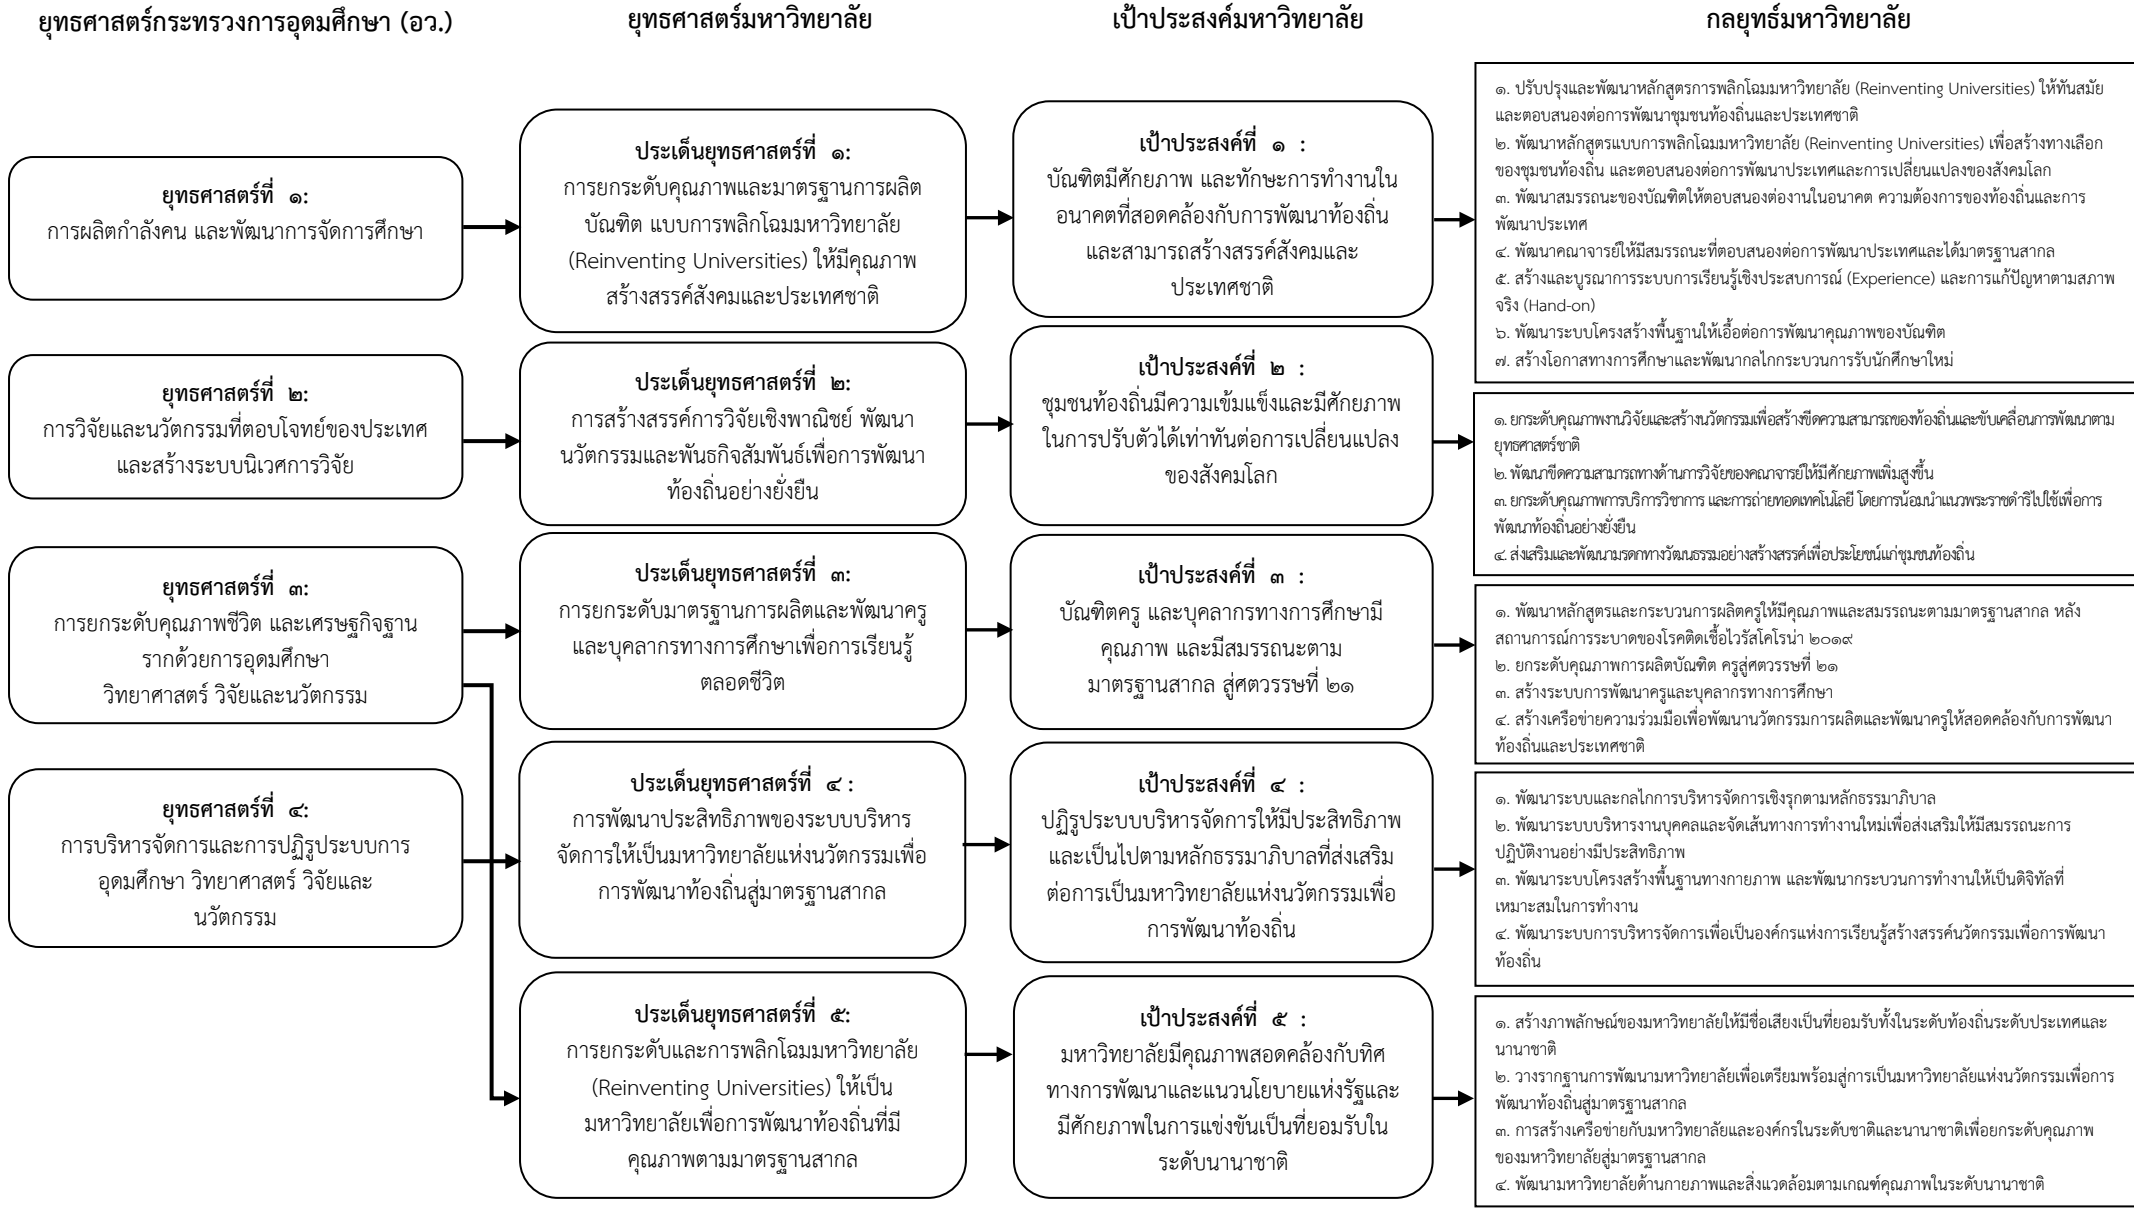 ยุทธศาสตร์กระทรวงการอุดมศึกษา (อว.)
ยุทธศาสตร์มหาวิทยาลัย
เป้าประสงค์มหาวิทยาลัย
กลยุทธ์มหาวิทยาลัย
ยุทธศาสตร์ที่ ๑:
การผลิตกำลังคน และพัฒนาการจัดการศึกษา
ประเด็นยุทธศาสตร์ที่ ๑:
การยกระดับคุณภาพและมาตรฐานการผลิต
บัณฑิต แบบการพลิกโฉมมหาวิทยาลัย
(Reinventing Universities) ให้มีคุณภาพ
สร้างสรรค์สังคมและประเทศชาติ
เป้าประสงค์ที่ ๑ :
บัณฑิตมีศักยภาพ และทักษะการทำงานใน
อนาคตที่สอดคล้องกับการพัฒนาท้องถิ่น
และสามารถสร้างสรรค์สังคมและ
ประเทศชาติ
๑. ปรับปรุงและพัฒนาหลักสูตรการพลิกโฉมมหาวิทยาลัย (Reinventing Universities) ให้ทันสมัย
และตอบสนองต่อการพัฒนาชุมชนท้องถิ่นและประเทศชาติ
๒. พัฒนาหลักสูตรแบบการพลิกโฉมมหาวิทยาลัย (Reinventing Universities) เพื่อสร้างทางเลือก
ของชุมชนท้องถิ่น และตอบสนองต่อการพัฒนาประเทศและการเปลี่ยนแปลงของสังคมโลก
๓. พัฒนาสมรรถนะของบัณฑิตให้ตอบสนองต่องานในอนาคต ความต้องการของท้องถิ่นและการ
พัฒนาประเทศ
๔. พัฒนาคณาจารย์ให้มีสมรรถนะที่ตอบสนองต่อการพัฒนาประเทศและได้มาตรฐานสากล
๕. สร้างและบูรณาการระบบการเรียนรู้เชิงประสบการณ์ (Experience) และการแก้ปัญหาตามสภาพ
จริง (Hand-on)
๖. พัฒนาระบบโครงสร้างพื้นฐานให้เอื้อต่อการพัฒนาคุณภาพของบัณฑิต
๗. สร้างโอกาสทางการศึกษาและพัฒนากลไกกระบวนการรับนักศึกษาใหม่
ยุทธศาสตร์ที่ ๒:
การวิจัยและนวัตกรรมที่ตอบโจทย์ของประเทศ
และสร้างระบบนิเวศการวิจัย
ประเด็นยุทธศาสตร์ที่ ๒:
การสร้างสรรค์การวิจัยเชิงพาณิชย์ พัฒนา
นวัตกรรมและพันธกิจสัมพันธ์เพื่อการพัฒนา
ท้องถิ่นอย่างยั่งยืน
เป้าประสงค์ที่ ๒ :
ชุมชนท้องถิ่นมีความเข้มแข็งและมีศักยภาพ
ในการปรับตัวได้เท่าทันต่อการเปลี่ยนแปลง
ของสังคมโลก
๑. ยกระดับคุณภาพงานวิจัยและสร้างนวัตกรรมเพื่อสร้างขีดความสามารถของท้องถิ่นและขับเคลื่อนการพัฒนาตาม
ยุทธศาสตร์ชาติ
๒. พัฒนาขีดความสามารถทางด้านการวิจัยของคณาจารย์ให้มีศักยภาพเพิ่มสูงขึ้น
๓. ยกระดับคุณภาพการบริการวิชาการ และการถ่ายทอดเทคโนโลยี โดยการน้อมนำแนวพระราชดำริไปใช้เพื่อการ
พัฒนาท้องถิ่นอย่างยั่งยืน
๔. ส่งเสริมและพัฒนามรดกทางวัฒนธรรมอย่างสร้างสรรค์เพื่อประโยชน์แก่ชุมชนท้องถิ่น
ยุทธศาสตร์ที่ ๓:
การยกระดับคุณภาพชีวิต และเศรษฐกิจฐาน
รากด้วยการอุดมศึกษา
วิทยาศาสตร์ วิจัยและนวัตกรรม
ประเด็นยุทธศาสตร์ที่ ๓:
การยกระดับมาตรฐานการผลิตและพัฒนาครู
และบุคลากรทางการศึกษาเพื่อการเรียนรู้
ตลอดชีวิต
เป้าประสงค์ที่ ๓ :
บัณฑิตครู และบุคลากรทางการศึกษามี
คุณภาพ และมีสมรรถนะตาม
มาตรฐานสากล สู่ศตวรรษที่ ๒๑
๑. พัฒนาหลักสูตรและกระบวนการผลิตครูให้มีคุณภาพและสมรรถนะตามมาตรฐานสากล หลัง
สถานการณ์การระบาดของโรคติดเชื้อไวรัสโคโรน่า ๒๐๑๙
๒. ยกระดับคุณภาพการผลิตบัณฑิต ครูสู่ศตวรรษที่ ๒๑
๓. สร้างระบบการพัฒนาครูและบุคลากรทางการศึกษา
๔. สร้างเครือข่ายความร่วมมือเพื่อพัฒนานวัตกรรมการผลิตและพัฒนาครูให้สอดคล้องกับการพัฒนา
ท้องถิ่นและประเทศชาติ
ยุทธศาสตร์ที่ ๔:
การบริหารจัดการและการปฏิรูประบบการ
อุดมศึกษา วิทยาศาสตร์ วิจัยและ
นวัตกรรม
ประเด็นยุทธศาสตร์ที่ ๔ :
การพัฒนาประสิทธิภาพของระบบบริหาร
จัดการให้เป็นมหาวิทยาลัยแห่งนวัตกรรมเพื่อ
การพัฒนาท้องถิ่นสู่มาตรฐานสากล
เป้าประสงค์ที่ ๔ :
ปฏิรูประบบบริหารจัดการให้มีประสิทธิภาพ
และเป็นไปตามหลักธรรมาภิบาลที่ส่งเสริม
ต่อการเป็นมหาวิทยาลัยแห่งนวัตกรรมเพื่อ
การพัฒนาท้องถิ่น
๑. พัฒนาระบบและกลไกการบริหารจัดการเชิงรุกตามหลักธรรมาภิบาล
๒. พัฒนาระบบบริหารงานบุคคลและจัดเส้นทางการทำงานใหม่เพื่อส่งเสริมให้มีสมรรถนะการ
ปฏิบัติงานอย่างมีประสิทธิภาพ
๓. พัฒนาระบบโครงสร้างพื้นฐานทางกายภาพ และพัฒนากระบวนการทำงานให้เป็นดิจิทัลที่
เหมาะสมในการทำงาน
๔. พัฒนาระบบการบริหารจัดการเพื่อเป็นองค์กรแห่งการเรียนรู้สร้างสรรค์นวัตกรรมเพื่อการพัฒนา
ท้องถิ่น
ประเด็นยุทธศาสตร์ที่ ๕:
การยกระดับและการพลิกโฉมมหาวิทยาลัย
(Reinventing Universities) ให้เป็น
มหาวิทยาลัยเพื่อการพัฒนาท้องถิ่นที่มี
คุณภาพตามมาตรฐานสากล
เป้าประสงค์ที่ ๕ :
มหาวิทยาลัยมีคุณภาพสอดคล้องกับทิศ
ทางการพัฒนาและแนวนโยบายแห่งรัฐและ
มีศักยภาพในการแข่งขันเป็นที่ยอมรับใน
ระดับนานาชาติ
๑. สร้างภาพลักษณ์ของมหาวิทยาลัยให้มีชื่อเสียงเป็นที่ยอมรับทั้งในระดับท้องถิ่นระดับประเทศและ
นานาชาติ
๒. วางรากฐานการพัฒนามหาวิทยาลัยเพื่อเตรียมพร้อมสู่การเป็นมหาวิทยาลัยแห่งนวัตกรรมเพื่อการ
พัฒนาท้องถิ่นสู่มาตรฐานสากล
๓. การสร้างเครือข่ายกับมหาวิทยาลัยและองค์กรในระดับชาติและนานาชาติเพื่อยกระดับคุณภาพ
ของมหาวิทยาลัยสู่มาตรฐานสากล
๔. พัฒนามหาวิทยาลัยด้านกายภาพและสิ่งแวดล้อมตามเกณฑ์คุณภาพในระดับนานาชาติ